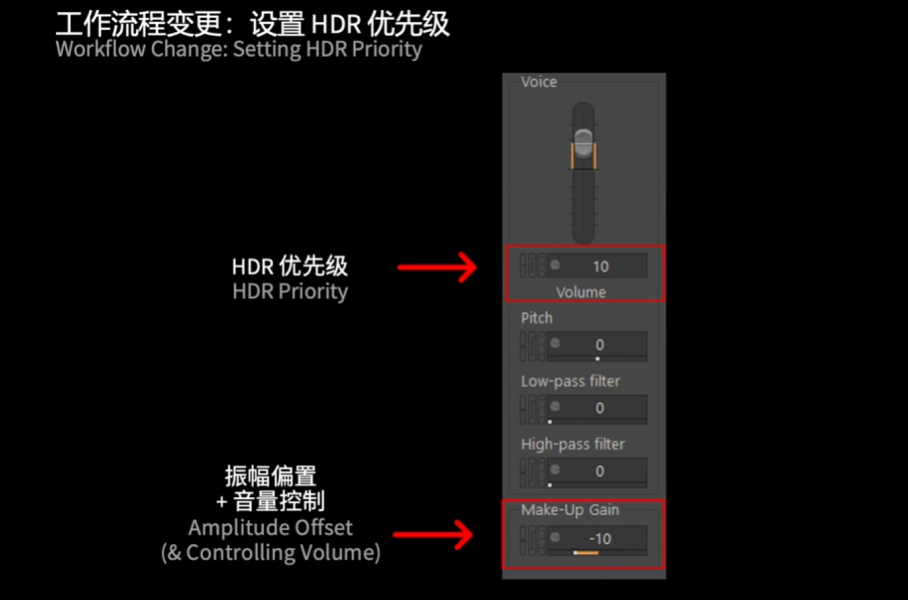 工作流程变更：设置 HDR 优先级
Workflow Change: Setting HDR Priority
Voice
HDR 优先级
HDR Priority
10
Volume
Pitch
0
Low-pass filter
0
High-pass filter
0
振幅偏置
+ 音量控制
Amplitude Offset
(& Controlling Volume)
Make-Up Gain
-10